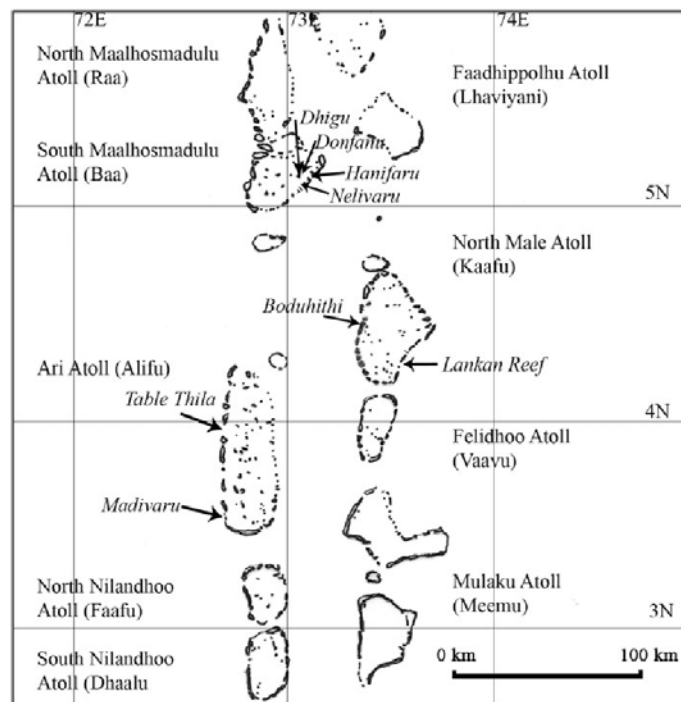 72E
73E
74E
North Maalhosmadulu
Atoll (Raa)
Faadhippolhu Atoll
(Lhaviyani)
Dhigu
Donfanu
South Maalhosmadulu
Atoll (Baa)
Hanifaru
Nelivaru
5N
North Male Atoll
(Kaafu)
Boduhithi
Ari Atoll (Alifu)
Lankan Reef
Table Thila
4N
Felidhoo Atoll
(Vaavu)
Madivaru
North Nilandhoo
Atoll (Faafu)
Mulaku Atoll
(Meemu)
3N
South Nilandhoo
Atoll (Dhaalu
0 km
100 km